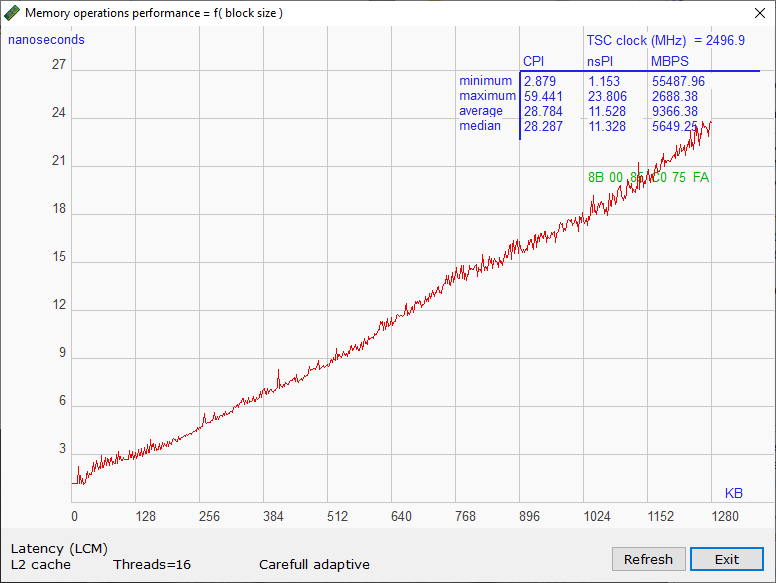 Memory operations performance = f( block size )
nanoseconds
TSC clock (MHz) = 2496.9
CPI nsPI MBPS
minimum 2.879 1.153 55487.96
maximum 59.441 23.806 2688.38
average 28.784 11.528 9366.38
median 28.287 11.328 5649.25
8B 00 85 C0 75 FA
27
24
21
18
15
12
9
6
3
KB
0 128 256 384 512 640 768 896 1024 1152 1280
Latency (LCM)
L2 cache Threads=16 Carefull adaptive
Refresh Exit